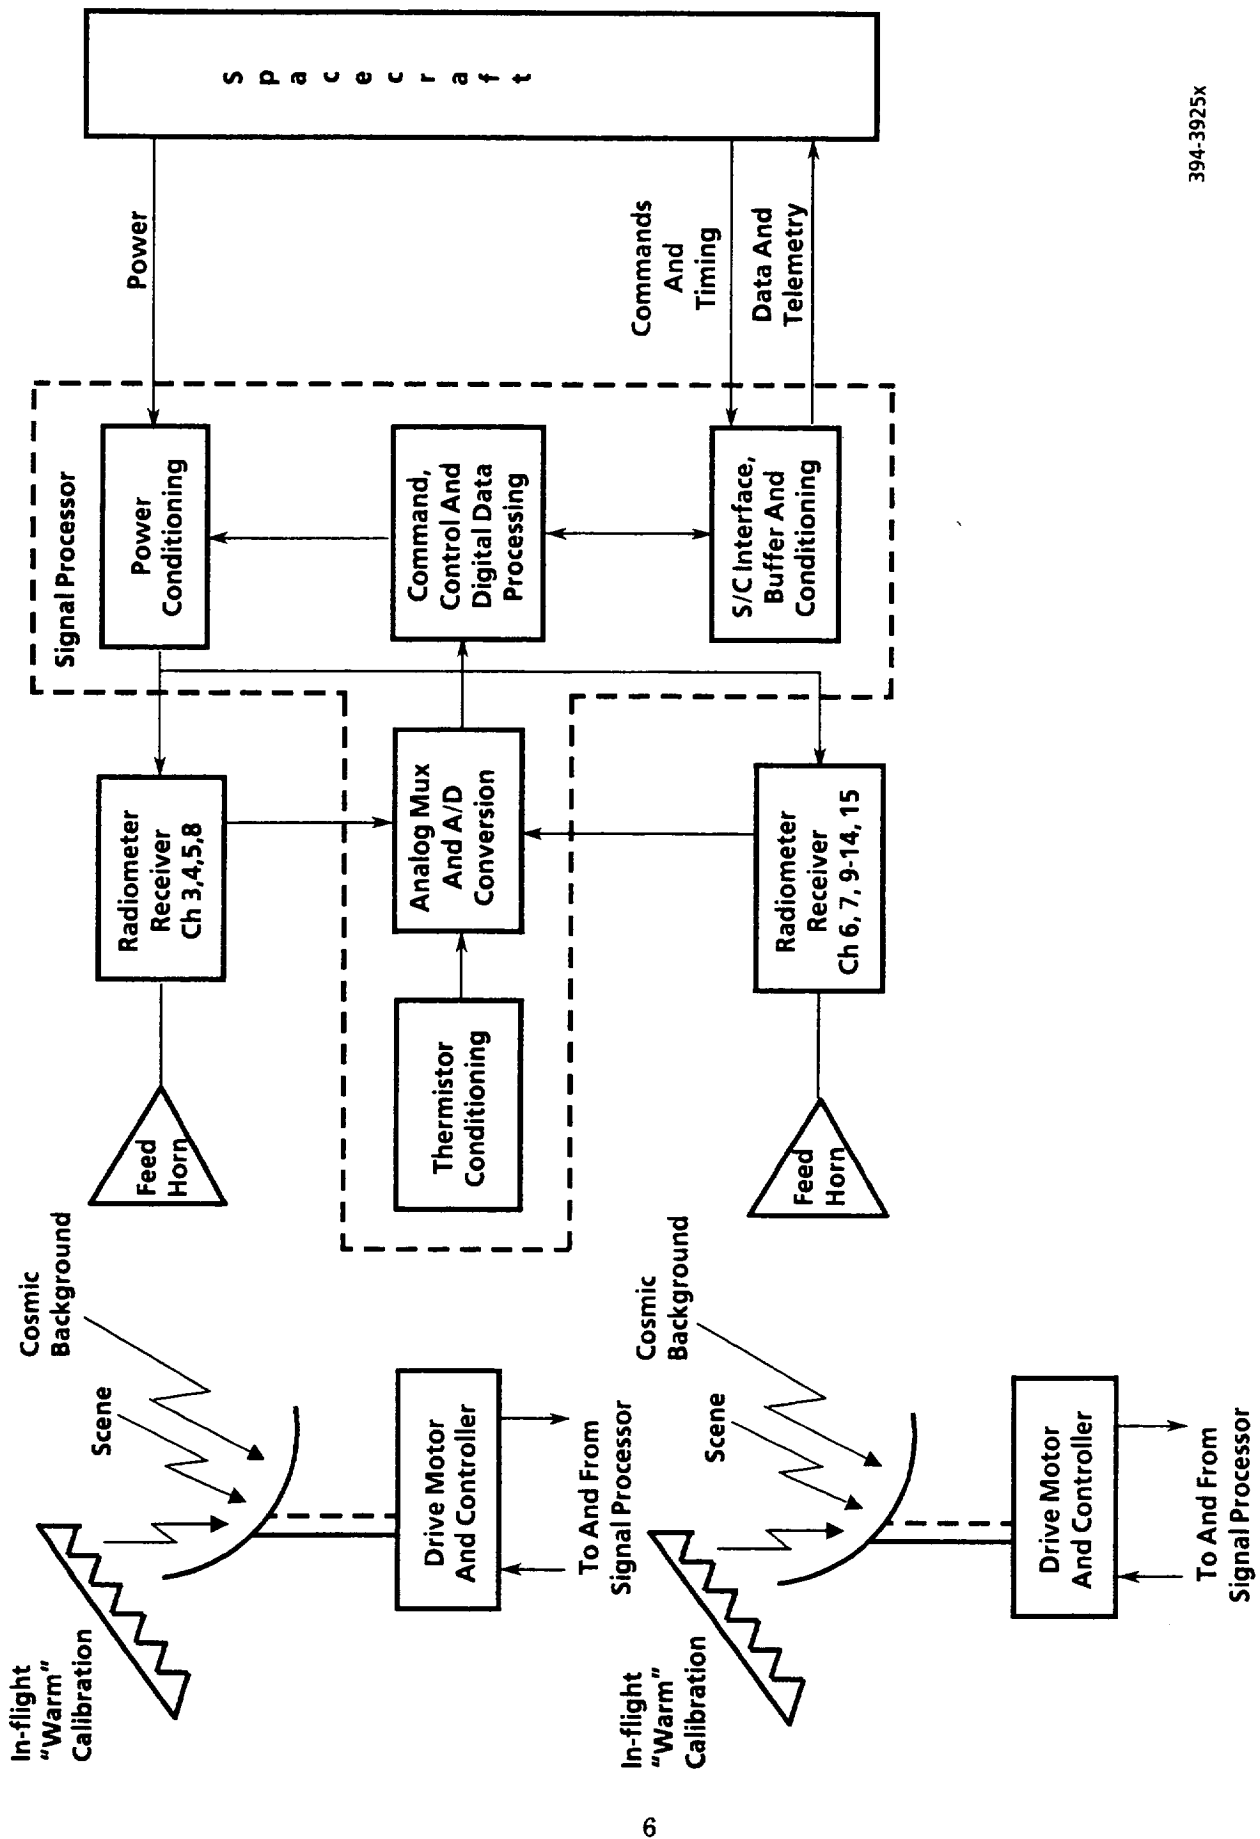 In-flight
"Warm"
Calibration
Scene
Cosmic
Background
Drive Motor
And Controller
To And From
Signal Processor
Feed
Horn
Radiometer
Receiver
Ch 3,4,5,8
Signal Processor
Power
Conditioning
Power
Thermistor
Conditioning
Analog Mux
And A/D
Conversion
Command,
Control And
Digital Data
Processing
Spacecraft
In-flight
"Warm"
Calibration
Scene
Cosmic
Background
Drive Motor
And Controller
To And From
Signal Processor
Feed
Horn
Radiometer
Receiver
Ch 6, 7, 9-14, 15
S/C Interface,
Buffer And
Conditioning
Commands
And
Timing
Data And
Telemetry
394-3925x
6